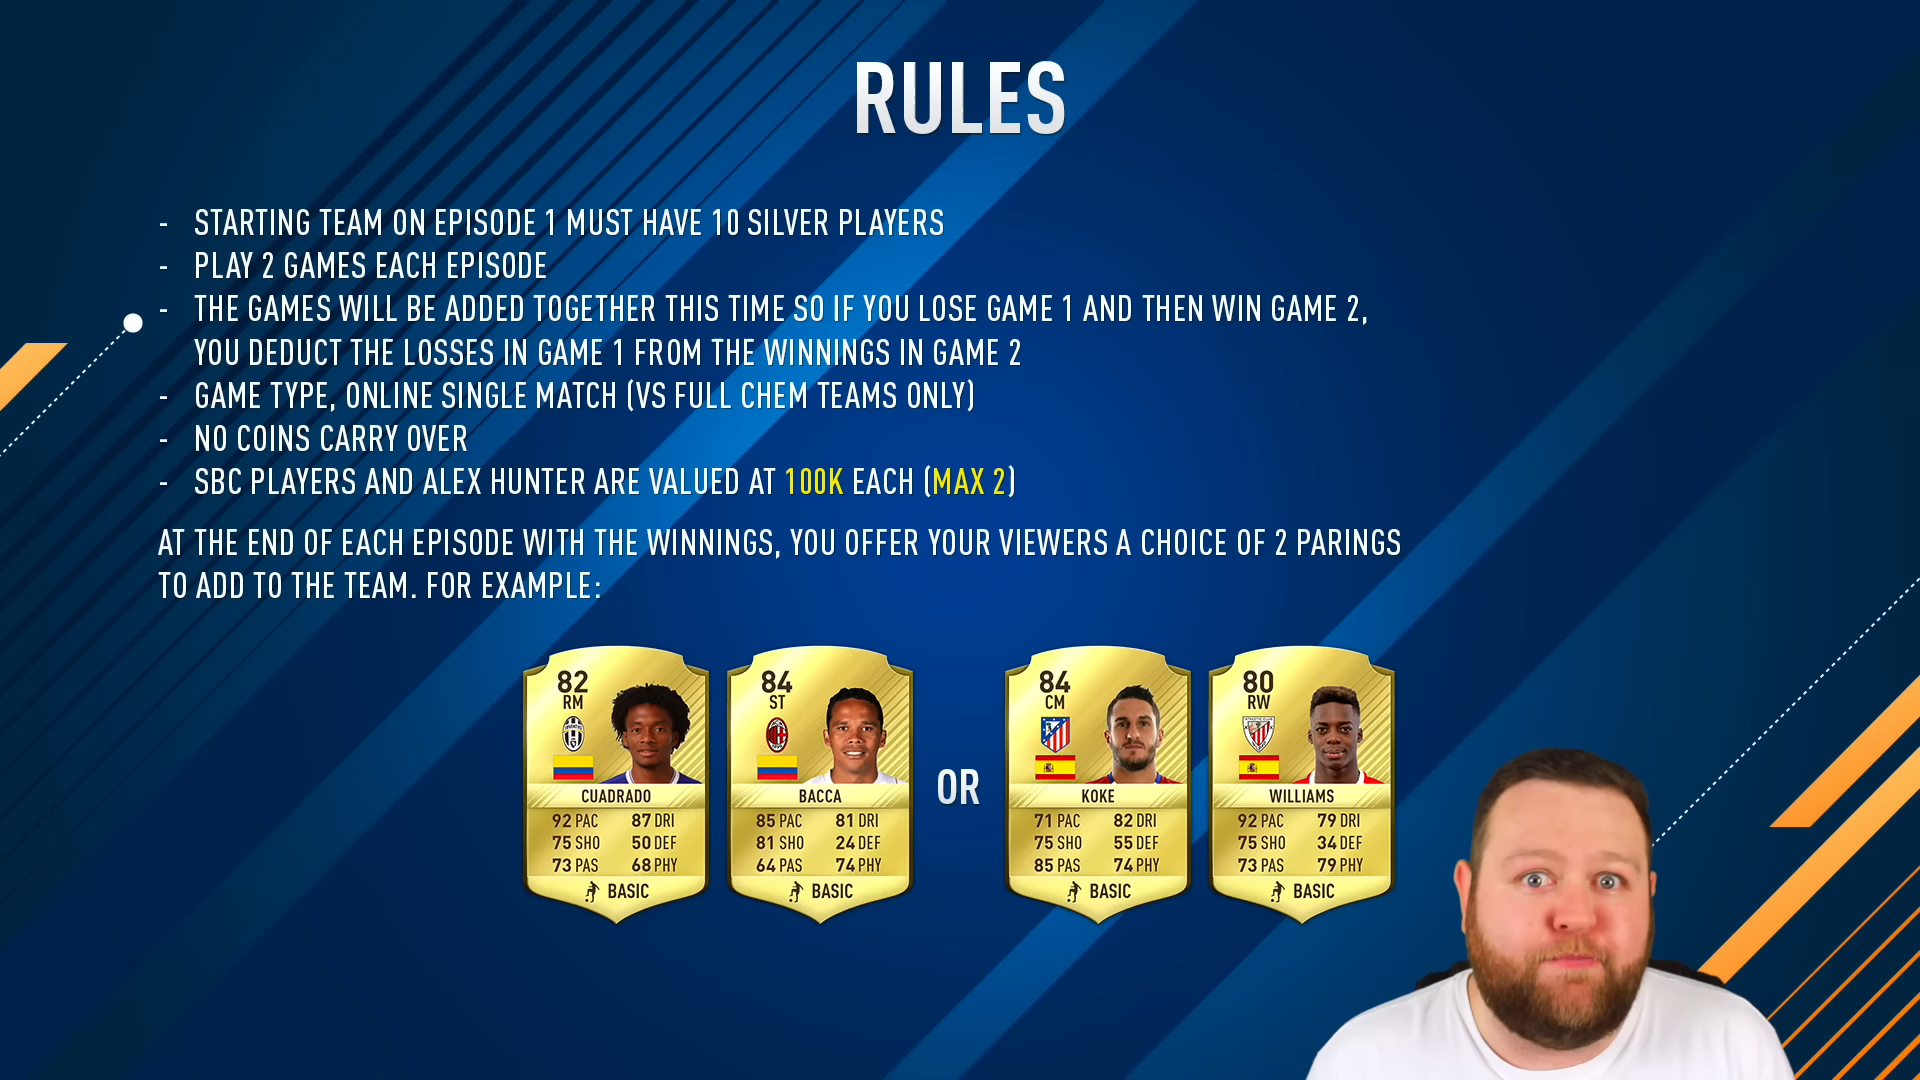 RULES
- STARTING TEAM ON EPISODE 1 MUST HAVE 10 SILVER PLAYERS
- PLAY 2 GAMES EACH EPISODE
- THE GAMES WILL BE ADDED TOGETHER THIS TIME SO IF YOU LOSE GAME 1 AND THEN WIN GAME 2,
YOU DEDUCT THE LOSSES IN GAME 1 FROM THE WINNINGS IN GAME 2
- GAME TYPE, ONLINE SINGLE MATCH (VS FULL CHEM TEAMS ONLY)
- NO COINS CARRY OVER
- SBC PLAYERS AND ALEX HUNTER ARE VALUED AT 100K EACH (MAX 2)
AT THE END OF EACH EPISODE WITH THE WINNINGS, YOU OFFER YOUR VIEWERS A CHOICE OF 2 PARINGS
TO ADD TO THE TEAM. FOR EXAMPLE:
82
RM
CUADRADO
92 PAC 87 DRI
75 SHO 50 DEF
73 PAS 68 PHY
BASIC
84
ST
BACCA
85 PAC 81 DRI
81 SHO 24 DEF
64 PAS 74 PHY
BASIC
OR
84
CM
KOKE
71 PAC 82 DRI
75 SHO 55 DEF
85 PAS 74 PHY
BASIC
80
RW
WILLIAMS
92 PAC 79 DRI
75 SHO 34 DEF
73 PAS 79 PHY
BASIC